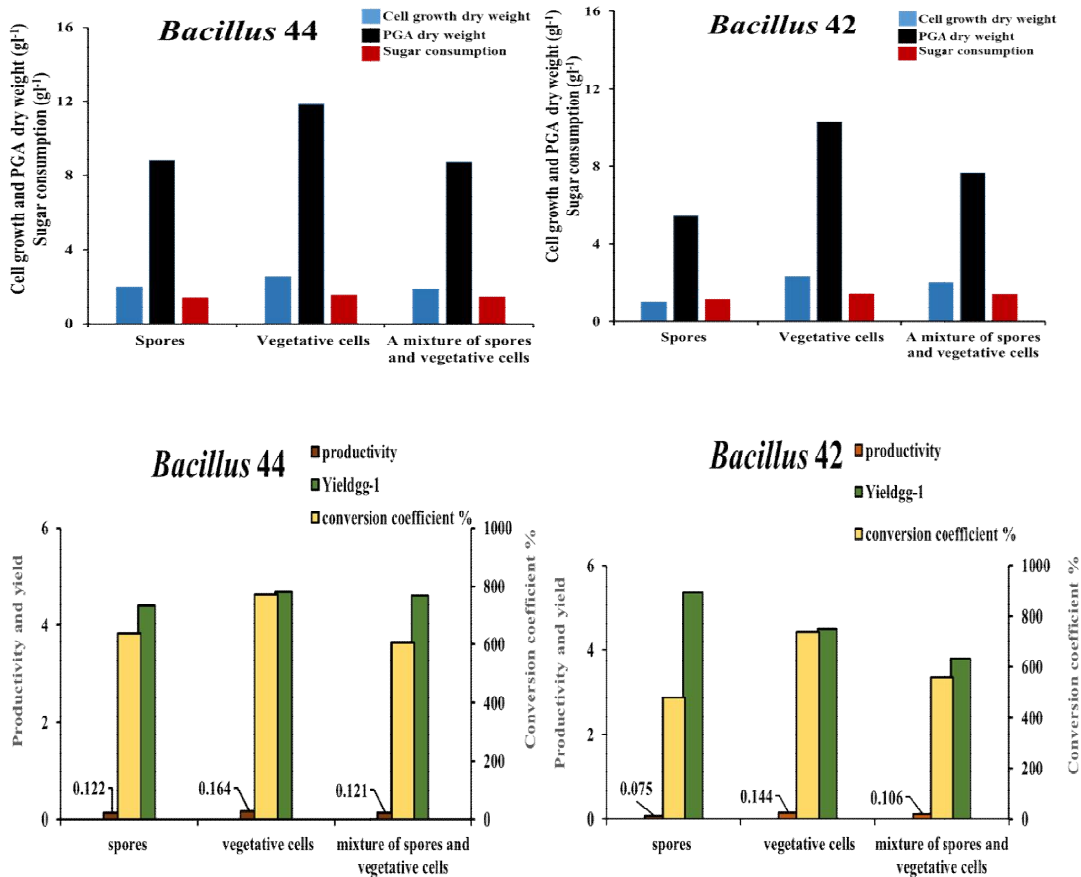 Bacillus 44
Cell growth dry weight
PGA dry weight
Sugar consumption
Cell growth and PGA dry weight (gl-1)
Sugar consumption (gl-1)
16
12
8
4
0
Spores
Vegetative cells
A mixture of spores
and vegetative cells
Bacillus 42
Cell growth dry weight
PGA dry weight
Sugar consumption
Cell growth and PGA dry weight (gl-1)
Sugar consumption (gl-1)
16
12
8
4
0
Spores
Vegetative cells
A mixture of spores
and vegetative cells
Bacillus 44
productivity
Yieldgg-1
conversion coefficient %
Productivity and yield
6
4
2
0
1000
800
600
400
200
0
Conversion coefficient %
0.122
0.164
0.121
spores
vegetative cells
mixture of spores and
vegetative cells
Bacillus 42
productivity
Yieldgg-1
conversion coefficient %
Productivity and yield
6
4
2
0
1000
800
600
400
200
0
Conversion coefficient %
0.075
0.144
0.106
spores
vegetative cells
mixture of spores and
vegetative cells